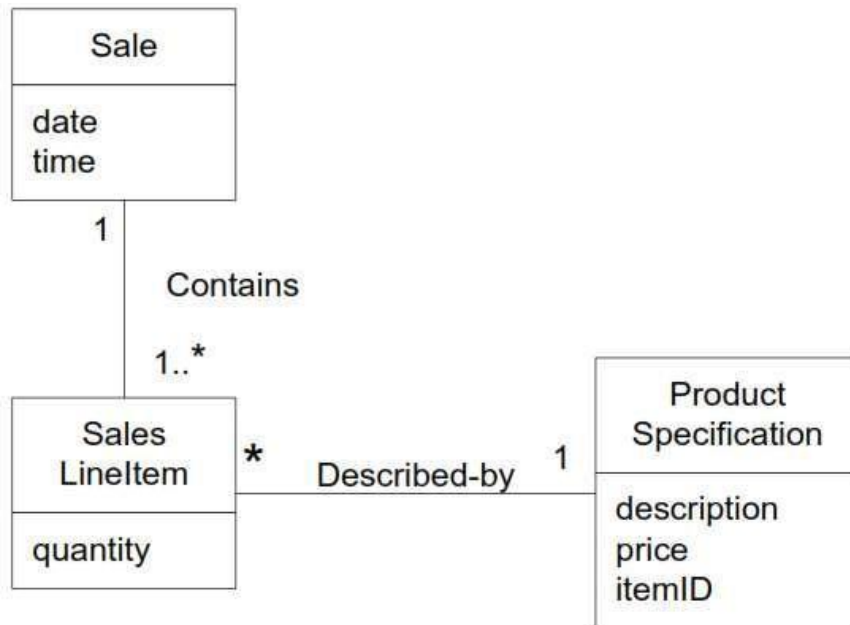 Sale
date
time
1
Contains
1..*
Sales
LineItem
quantity
*
Described-by
1
Product
Specification
description
price
itemID